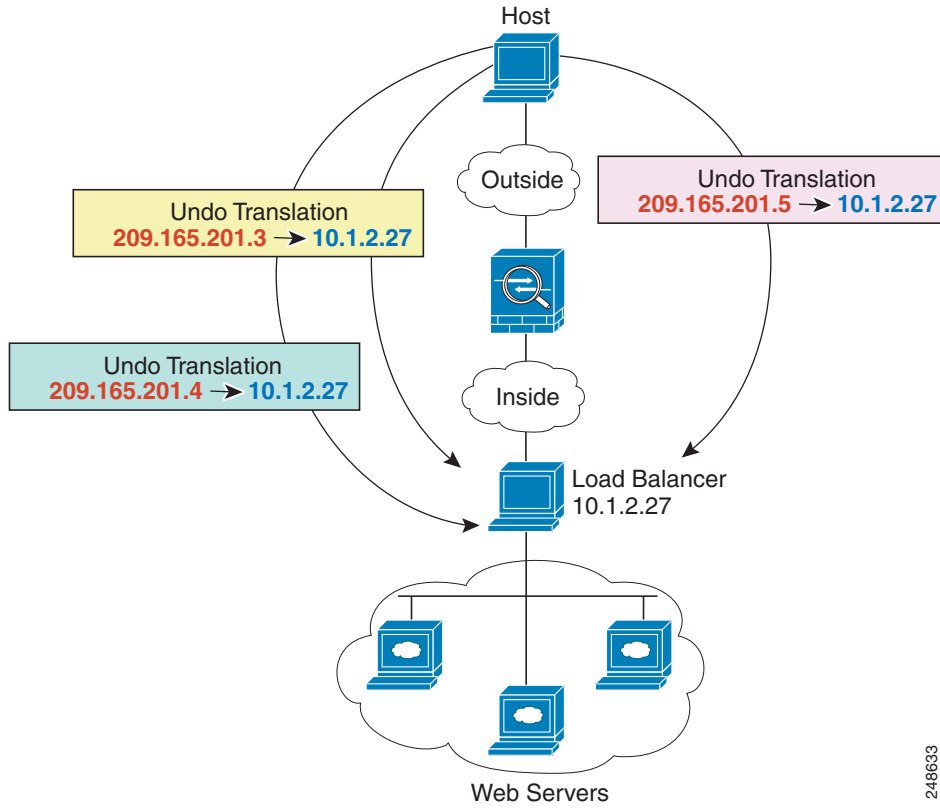 Host
Outside
Undo Translation
209.165.201.3 → 10.1.2.27
Undo Translation
209.165.201.5 → 10.1.2.27
Undo Translation
209.165.201.4 → 10.1.2.27
Inside
Load Balancer
10.1.2.27
Web Servers
248633